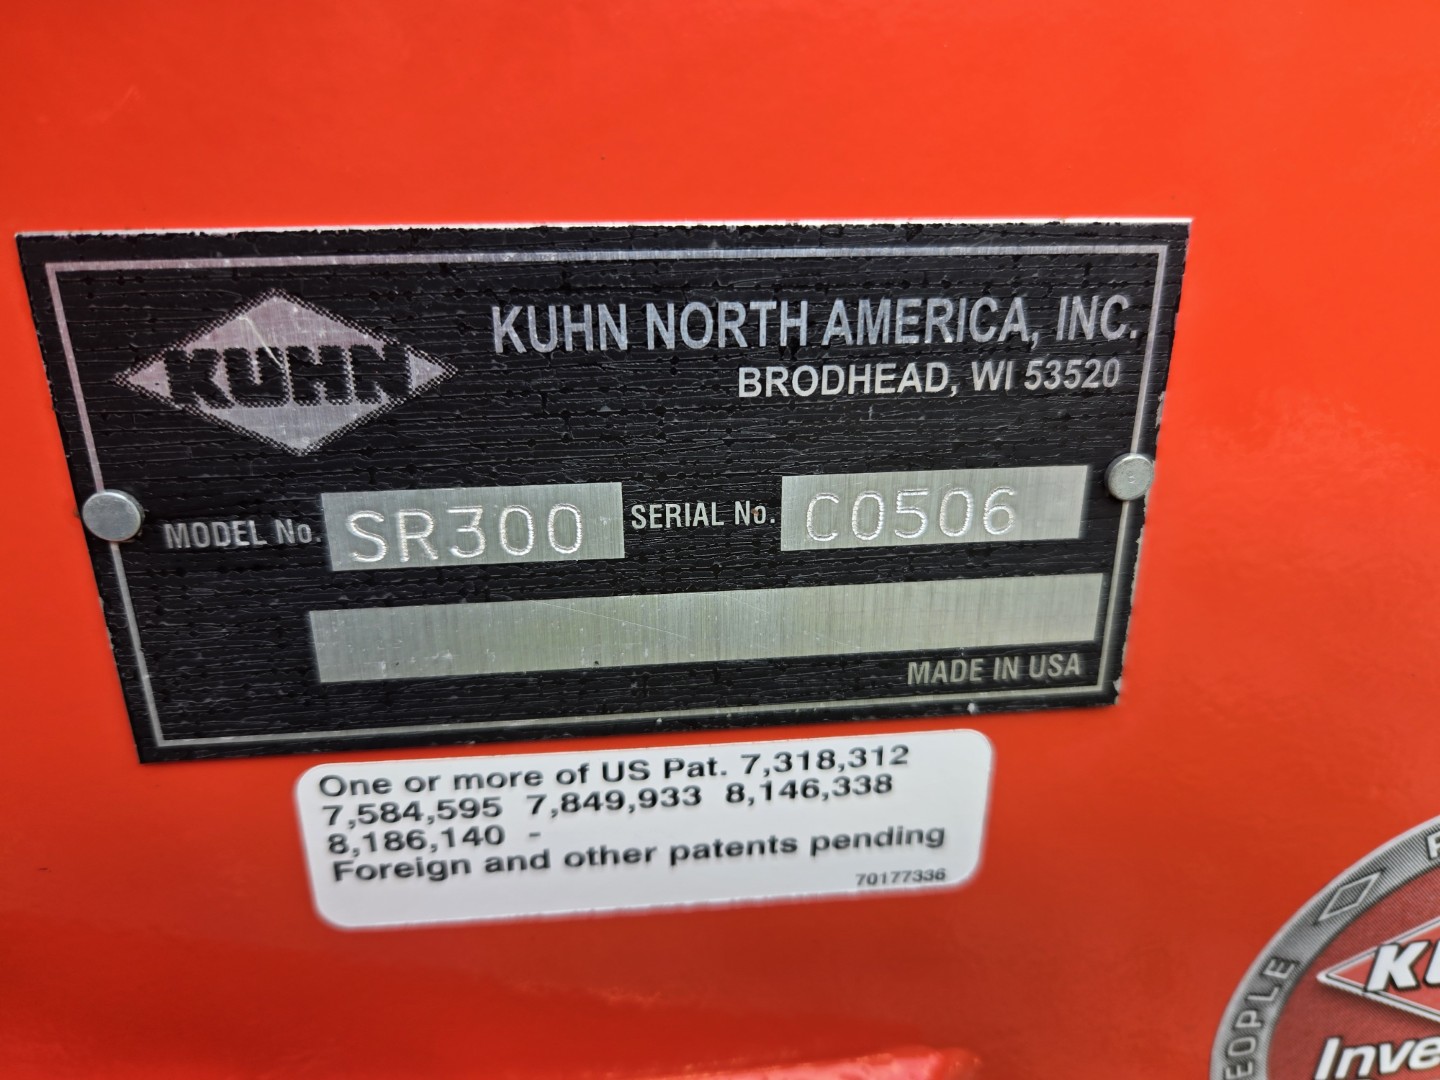 KUHN
KUHN NORTH AMERICA, INC.
BRODHEAD, WI 53520
MODEL No. SR300 SERIAL No. C0506
MADE IN USA
One or more of US Pat. 7,318,312
7,584,595 7,849,933 8,146,338
8,186,140 -
Foreign and other patents pending
70177336